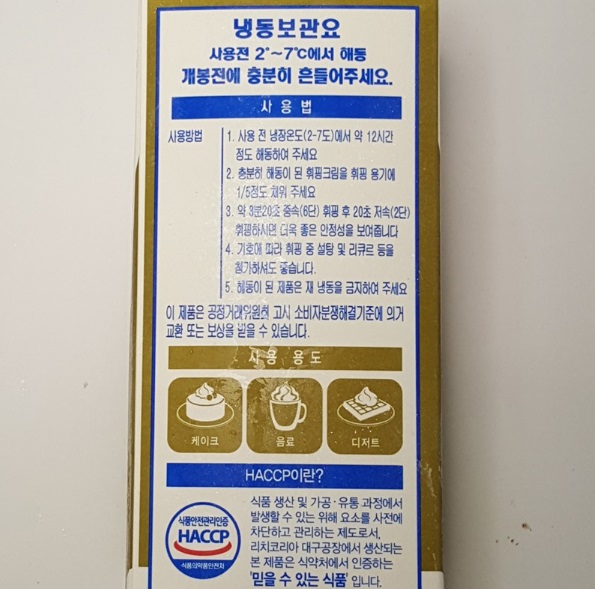 냉동보관요
사용전 2°~7℃에서 해동
개봉전에 충분히 흔들어주세요.
사용법
사용방법
1. 사용 전 냉장온도(2-7도)에서 약 12시간
정도 해동하여 주세요
2. 충분히 해동이 된 휘핑크림을 휘핑 용기에
1/5정도 채워 주세요
3. 약 3분20초 중속(6단) 휘핑 후 20초 저속(2단)
휘핑하시면 더욱 좋은 안정성을 보여줍니다
4. 기호에 따라 휘핑 중 설탕 및 리큐르 등을
첨가하셔도 좋습니다.
5. 해동이 된 제품은 재 냉동을 금지하여 주세요
이 제품은 공정거래위원회 고시 소비자분쟁해결기준에 의거
교환 또는 보상을 받을 수 있습니다.
사용 용도
케이크 음료 디저트
HACCP이란?
식품안전관리인증
HACCP
식품의약품안전처
식품 생산 및 가공·유통 과정에서
발생할 수 있는 위해 요소를 사전에
차단하고 관리하는 제도로서,
리치코리아 대구공장에서 생산되는
본 제품은 식약처에서 인증하는
'믿을 수 있는 식품' 입니다.